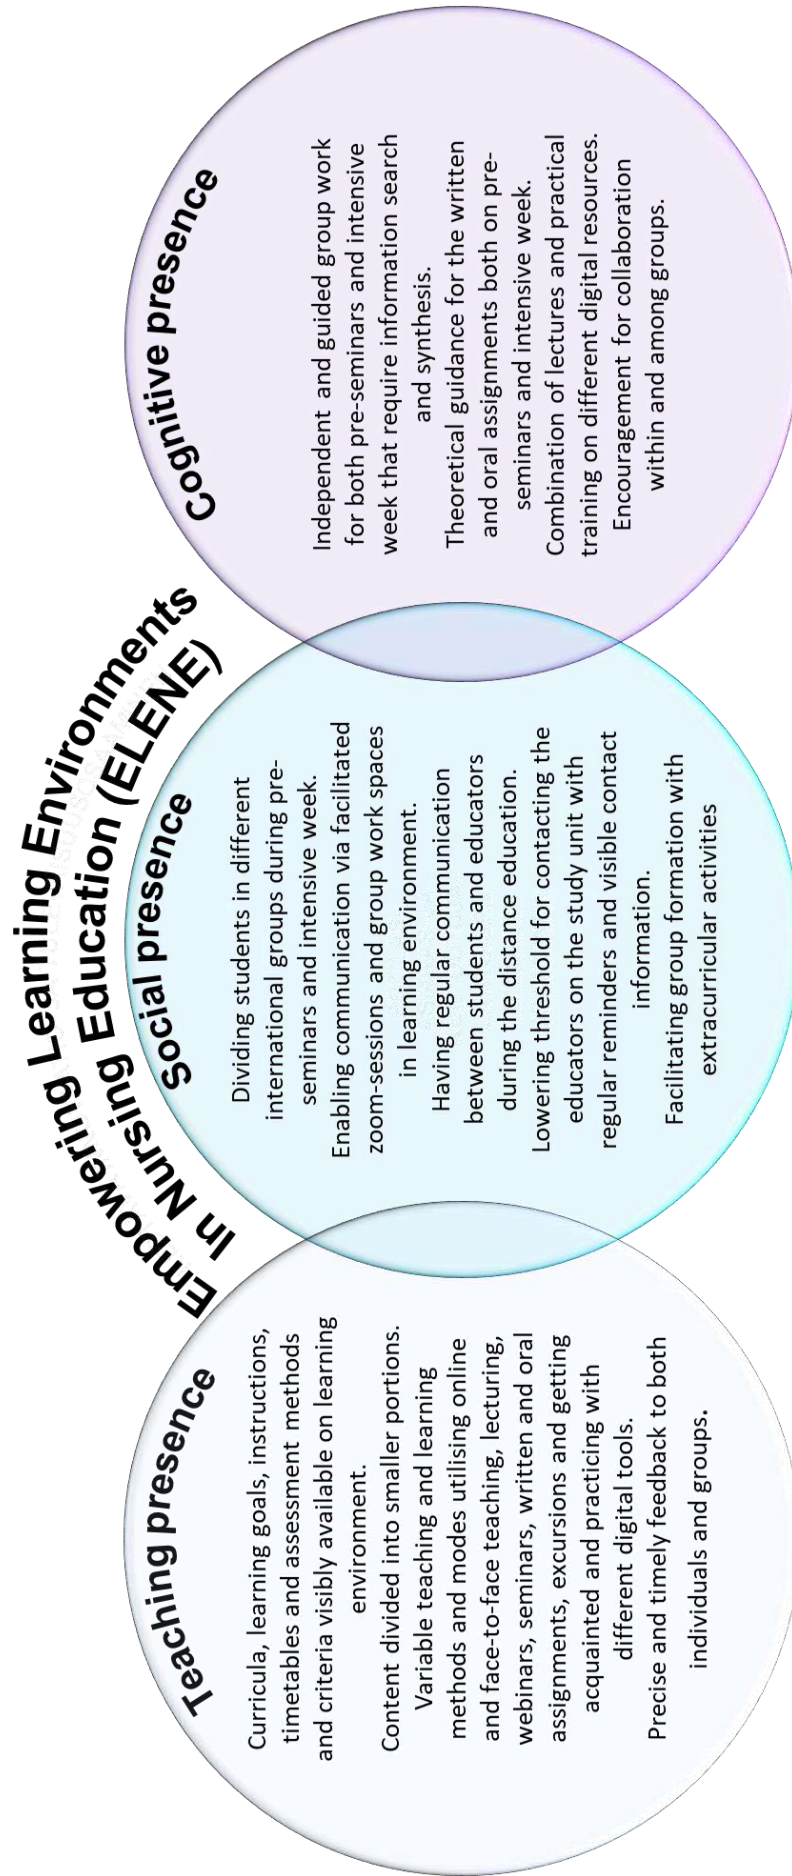 Empowering Learning Environments
In Nursing Education (ELENE)
Teaching presence
Curricula, learning goals, instructions,
timetables and assessment methods
and criteria visibly available on learning
environment.
Content divided into smaller portions.
Variable teaching and learning
methods and modes utilising online
and face-to-face teaching, lecturing,
webinars, seminars, written and oral
assignments, excursions and getting
acquainted and practicing with
different digital tools.
Precise and timely feedback to both
individuals and groups.
Social presence
Dividing students in different
international groups during pre-
seminars and intensive week.
Enabling communication via facilitated
zoom-sessions and group work spaces
in learning environment.
Having regular communication
between students and educators
during the distance education.
Lowering threshold for contacting the
educators on the study unit with
regular reminders and visible contact
information.
Facilitating group formation with
extracurricular activities
Cognitive presence
Independent and guided group work
for both pre-seminars and intensive
week that require information search
and synthesis.
Theoretical guidance for the written
and oral assignments both on pre-
seminars and intensive week.
Combination of lectures and practical
training on different digital resources.
Encouragement for collaboration
within and among groups.